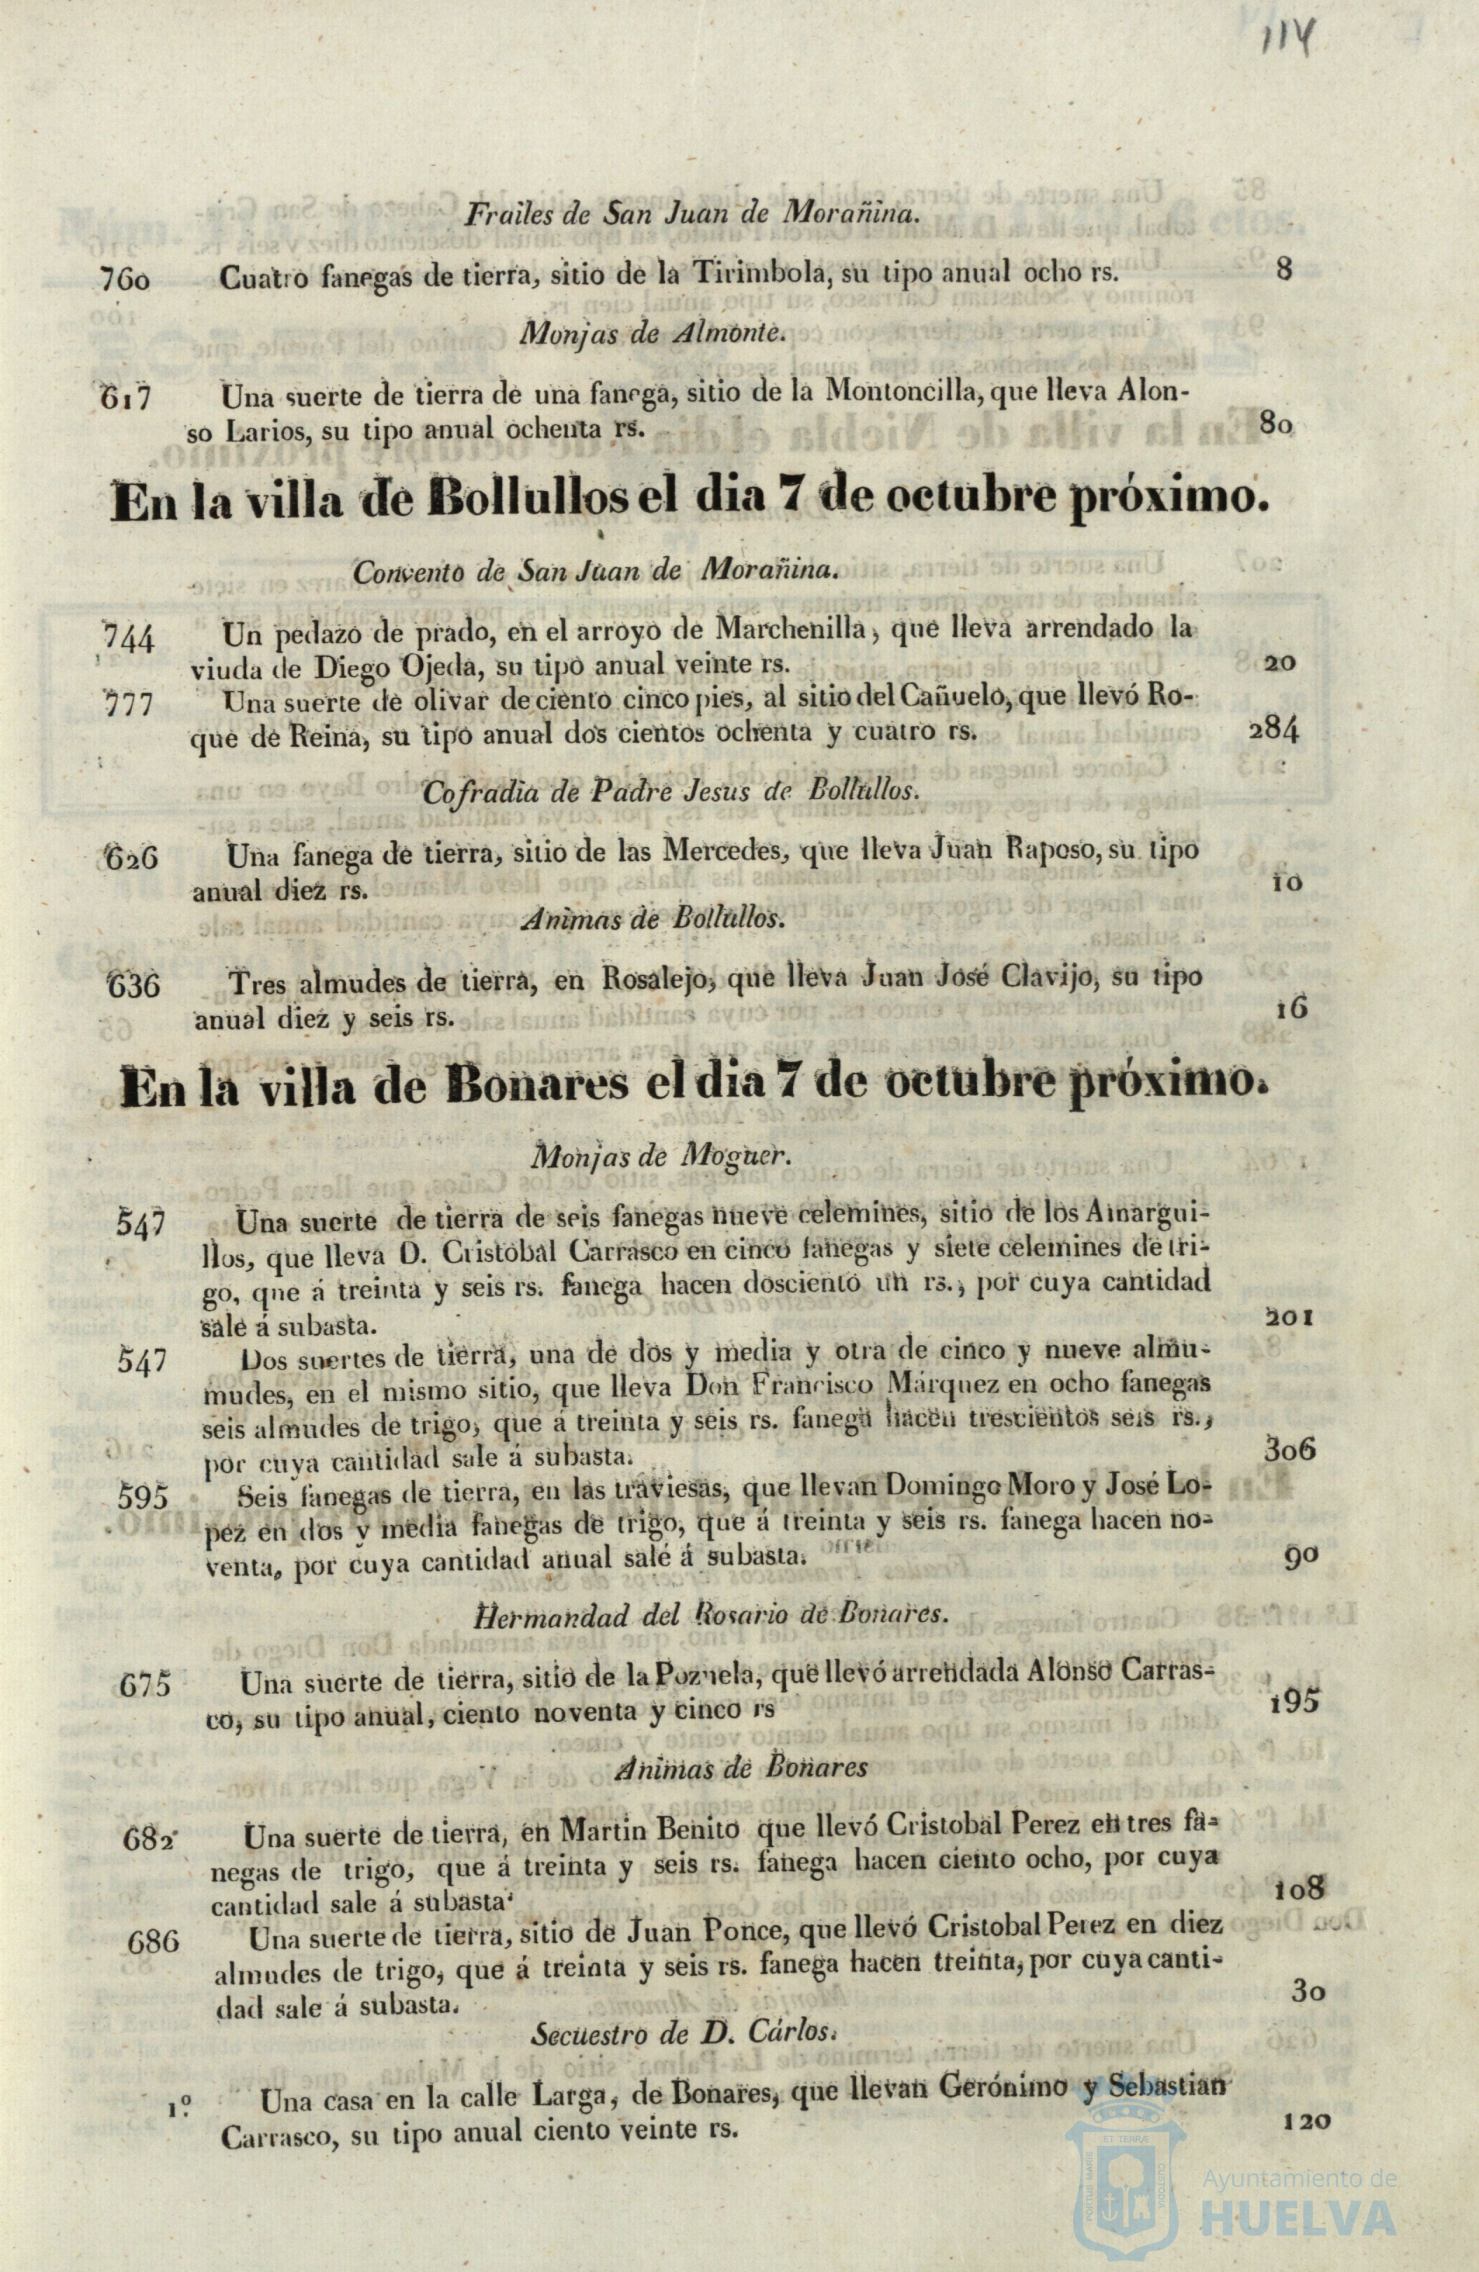 114
Frailes de San Juan de Morañina.
760 Cuatro fanegas de tierra, sitio de la Tirimbola, su tipo anual ocho rs. 8
Monjas de Almonte.
617 Una suerte de tierra de una fanega, sitio de la Montoncilla, que lleva Alon-
so Larios, su tipo anual ochenta rs. 80
En la villa de Bollullos el dia 7 de octubre próximo.
Convento de San Juan de Morañina.
744 Un pedazo de prado, en el arroyo de Marchenilla, que lleva arrendado la
viuda de Diego Ojeda, su tipo anual veinte rs. 20
777 Una suerte de olivar de ciento cinco pies, al sitio del Cañuelo, que llevó Ro-
que de Reina, su tipo anual dos cientos ochenta y cuatro rs. 284
Cofradia de Padre Jesus de Bollullos.
626 Una fanega de tierra, sitio de las Mercedes, que lleva Juan Raposo, su tipo
anual diez rs. 10
Animas de Bollullos.
636 Tres almudes de tierra, en Rosalejo, que lleva Juan José Clavijo, su tipo
anual diez y seis rs. 16
En la villa de Bonares el dia 7 de octubre próximo.
Monjas de Moguer.
547 Una suerte de tierra de seis fanegas nueve celemines, sitio de los Amargui-
llos, que lleva D. Cristobal Carrasco en cinco fanegas y siete celemines de tri-
go, que á treinta y seis rs. fanega hacen dosciento un rs., por cuya cantidad
sale á subasta. 201
547 Dos suertes de tierra, una de dos y media y otra de cinco y nueve almu-
mudes, en el mismo sitio, que lleva Don Francisco Márquez en ocho fanegas
seis almudes de trigo, que á treinta y seis rs. fanega hacen trescientos seis rs.,
por cuya cantidad sale á subasta. 306
595 Seis fanegas de tierra, en las traviesas, que llevan Domingo Moro y José Lo-
pez en dos y media fanegas de trigo, que á treinta y seis rs. fanega hacen no-
venta, por cuya cantidad anual sale á subasta. 90
Hermandad del Rosario de Bonares.
675 Una suerte de tierra, sitio de la Poznela, que llevó arrendada Alonso Carras-
co, su tipo anual, ciento noventa y cinco rs 195
Animas de Bonares
682 Una suerte de tierra, en Martin Benito que llevó Cristobal Perez en tres fa-
negas de trigo, que á treinta y seis rs. fanega hacen ciento ocho, por cuya
cantidad sale á subasta. 108
686 Una suerte de tierra, sitio de Juan Ponce, que llevó Cristobal Perez en diez
almudes de trigo, que á treinta y seis rs. fanega hacen treinta, por cuya canti-
dad sale á subasta. 30
Secuestro de D. Cárlos.
1.º Una casa en la calle Larga, de Bonares, que llevan Gerónimo y Sebastian
Carrasco, su tipo anual ciento veinte rs. 120
Ayuntamiento de
HUELVA